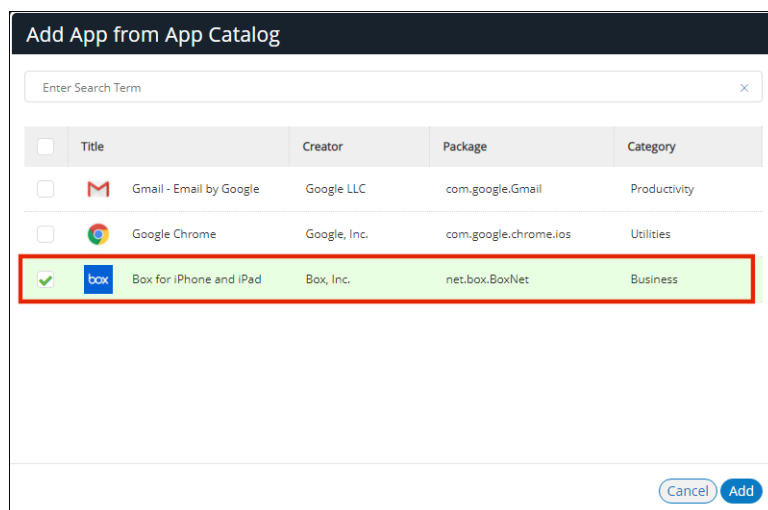 Add App from App Catalog
Enter Search Term
Title Creator Package Category
Gmail - Email by Google Google LLC com.google.Gmail Productivity
Google Chrome Google, Inc. com.google.chrome.ios Utilities
box Box for iPhone and iPad Box, Inc. net.box.BoxNet Business
Cancel Add